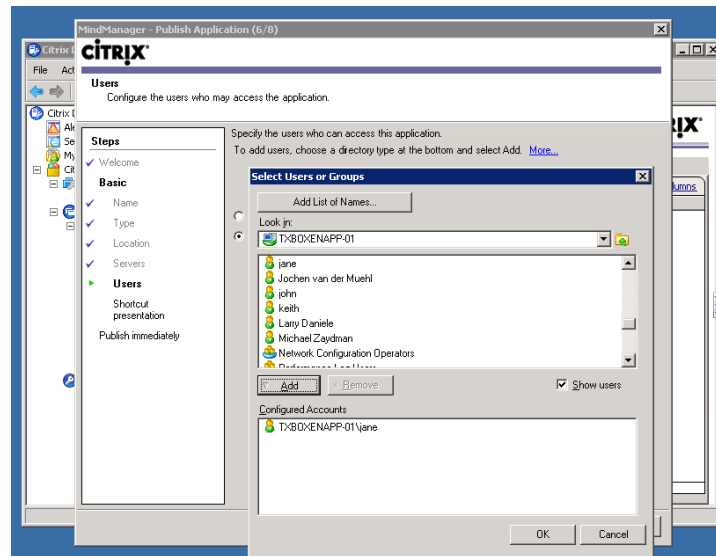 MindManager - Publish Application (6/8)
CİTRIX
Users
Configure the users who may access the application.
Citrix
File
Citrix
My
Steps
Welcome
Basic
Name
Type
Location
Servers
Users
Shortcut
presentation
Publish immediately
Specify the users who can access this application.
To add users, choose a directory type at the bottom and select Add. More...
Select Users or Groups
Add List of Names...
Look in:
TXBOXENAPP-01
jane
Jochen van der Muehl
john
keith
Larry Daniele
Michael Zaydman
Network Configuration Operators
Add
Remove
Show users
Configured Accounts
TXBOXENAPP-01\jane
OK
Cancel